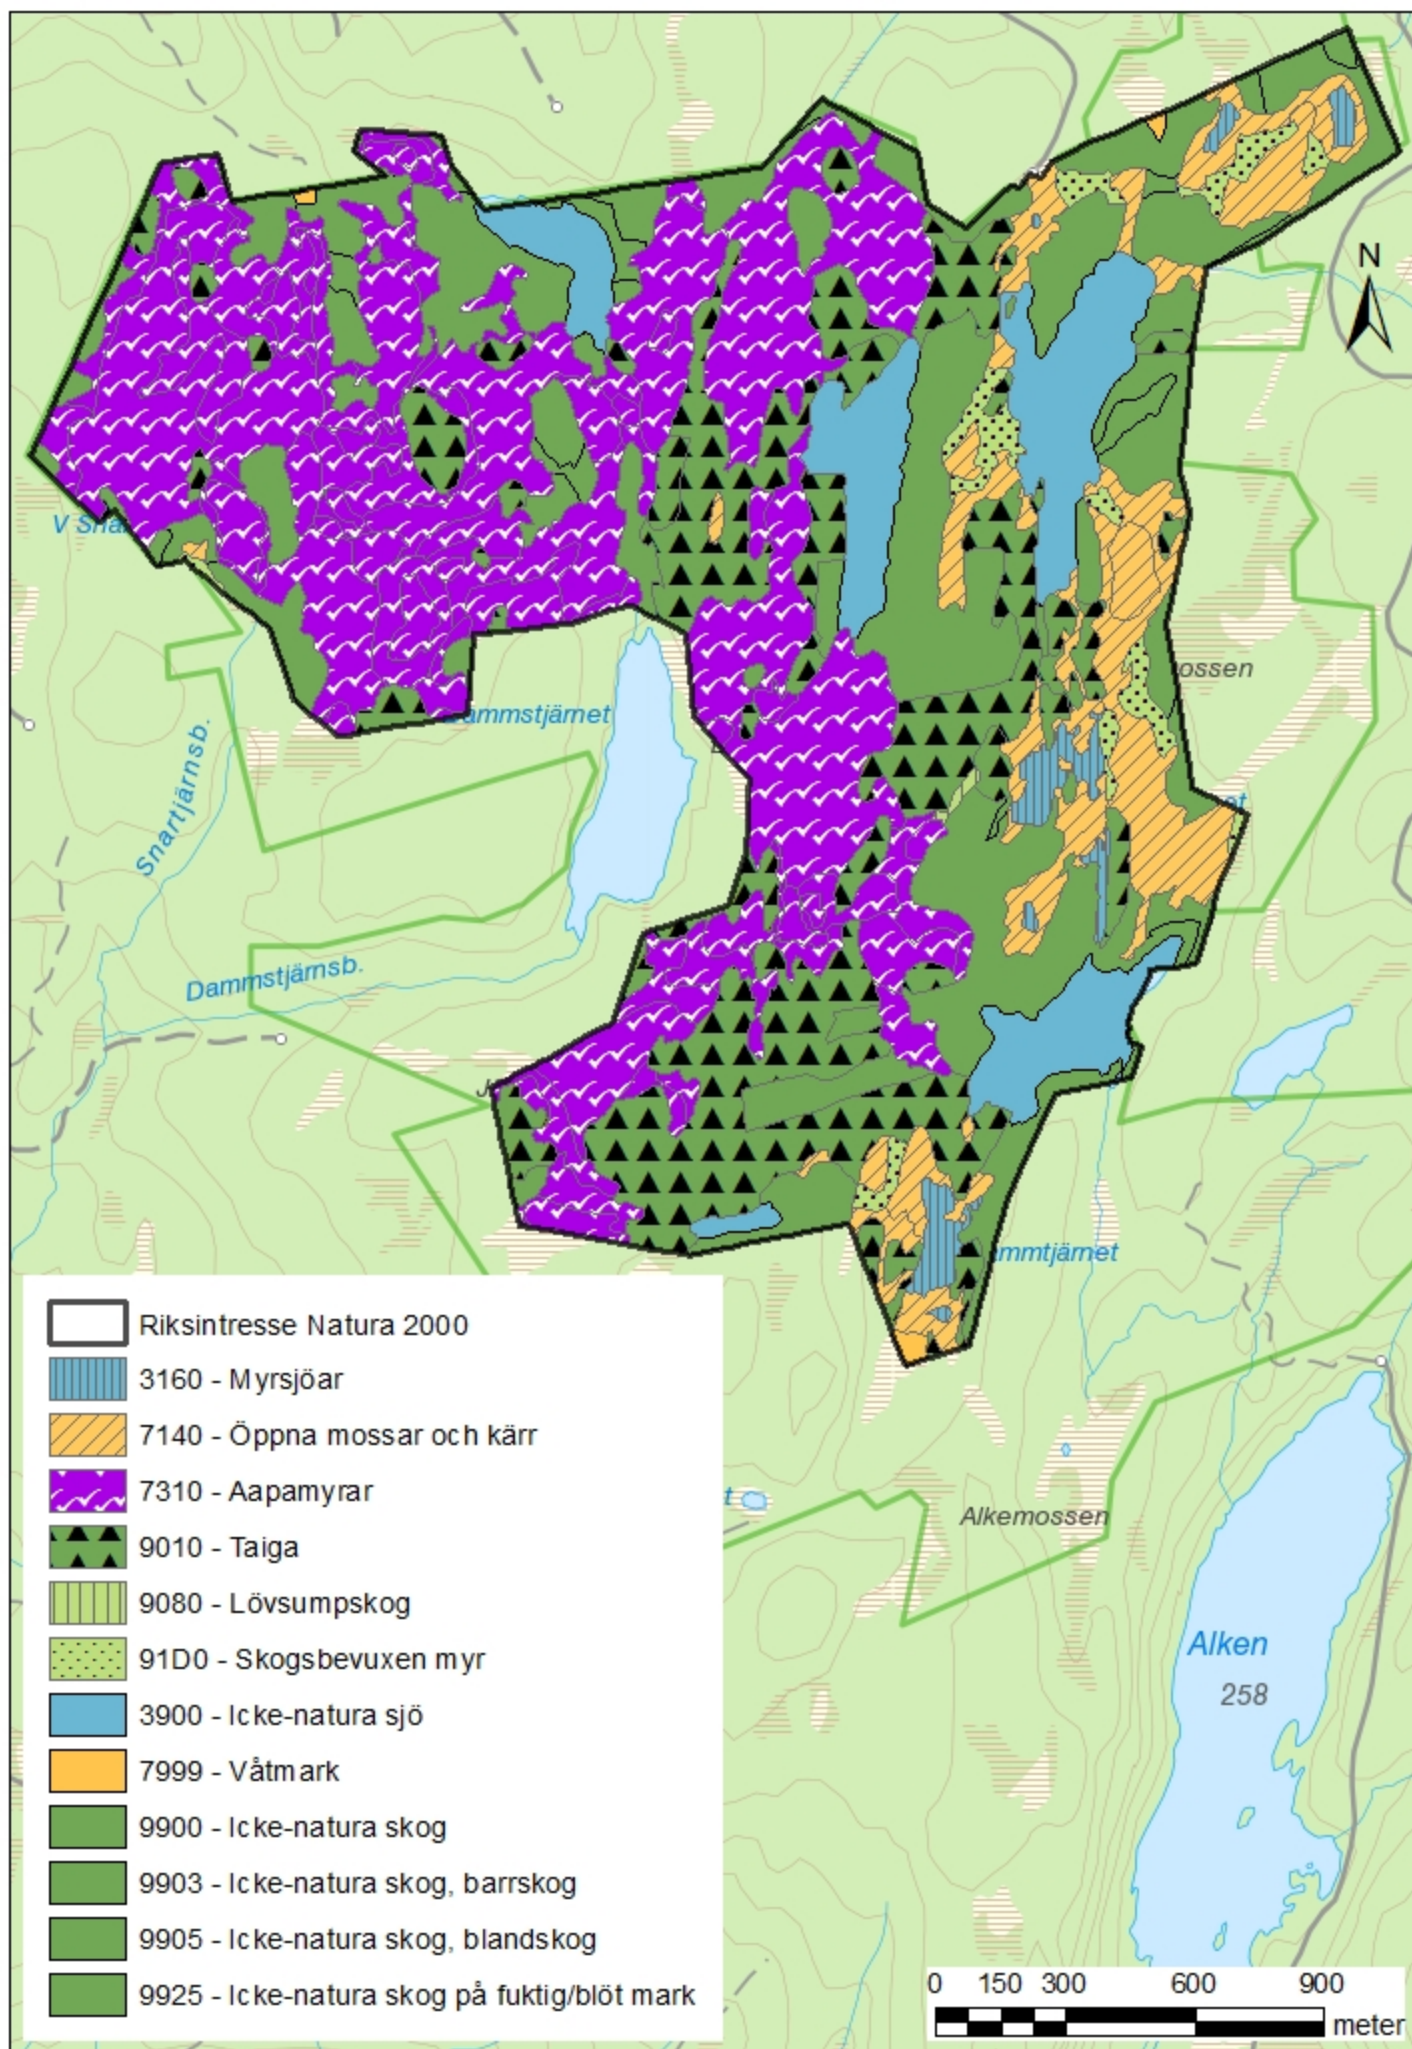 N
V Snar
ossen
ammstjärnet
Snartjärnsb.
et
Dammstjärnsb.
J
mmtjärnet
Riksintresse Natura 2000
3160 - Myrsjöar
7140 - Öppna mossar och kärr
7310 - Aapamyrar
t
Alkemossen
9010 - Taiga
9080 - Lövsumpskog
91D0 - Skogsbevuxen myr
Alken
258
3900 - Icke-natura sjö
7999 - Våtmark
9900 - Icke-natura skog
9903 - Icke-natura skog, barrskog
9905 - Icke-natura skog, blandskog
9925 - Icke-natura skog på fuktig/blöt mark
0 150 300 600 900
meter